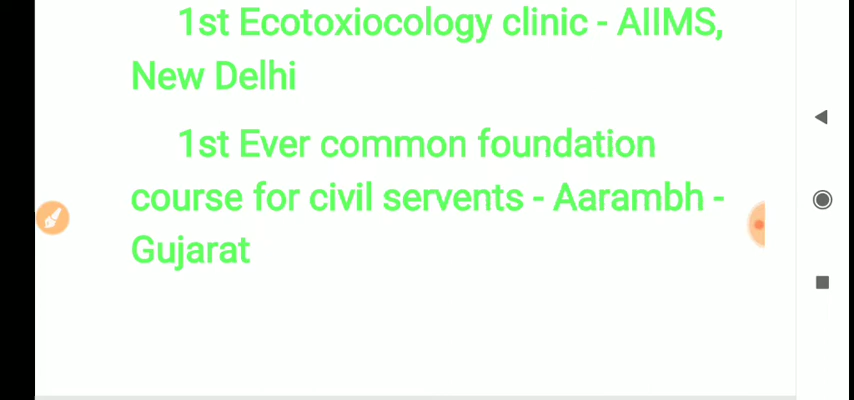 1st Ecotoxiocology clinic - AIIMS,
New Delhi
1st Ever common foundation
course for civil servents - Aarambh -
Gujarat